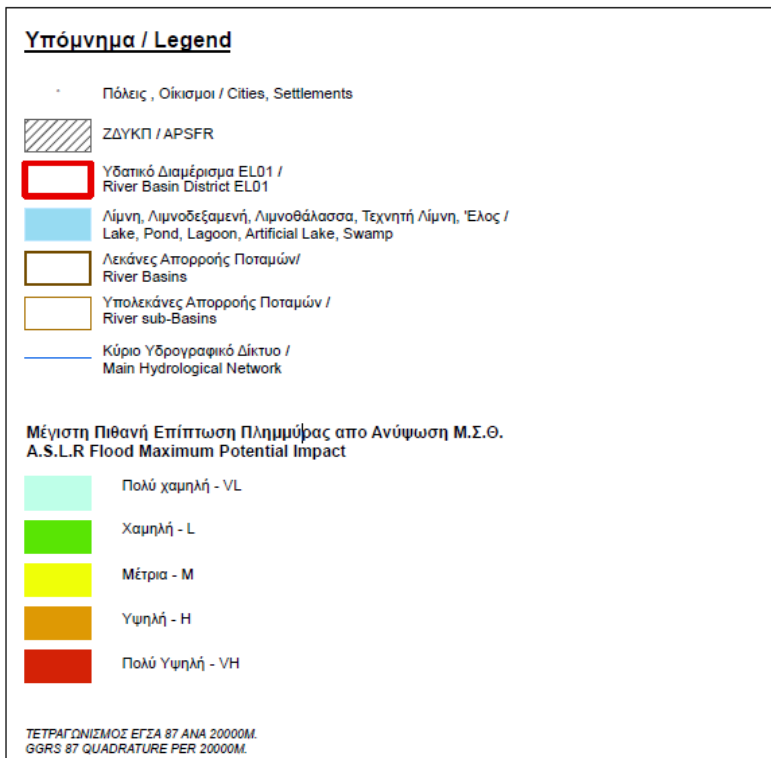 Υπόμνημα / Legend
Πόλεις , Οίκισμοι / Cities, Settlements
ΖΔΥΚΠ / APSFR
Υδατικό Διαμέρισμα EL01 /
River Basin District EL01
Λίμνη, Λιμνοδεξαμενή, Λιμνοθάλασσα, Τεχνητή Λίμνη, 'Ελος /
Lake, Pond, Lagoon, Artificial Lake, Swamp
Λεκάνες Απορροής Ποταμών/
River Basins
Υπολεκάνες Απορροής Ποταμών /
River sub-Basins
Κύριο Υδρογραφικό Δίκτυο /
Main Hydrological Network
Μέγιστη Πιθανή Επίπτωση Πλημμύρας απο Ανύψωση Μ.Σ.Θ.
A.S.L.R Flood Maximum Potential Impact
Πολύ χαμηλή - VL
Χαμηλή - L
Μέτρια - M
Υψηλή - H
Πολύ Υψηλή - VH
ΤΕΤΡΑΓΩΝΙΣΜΟΣ ΕΓΣΑ 87 ΑΝΑ 20000Μ.
GGRS 87 QUADRATURE PER 20000M.